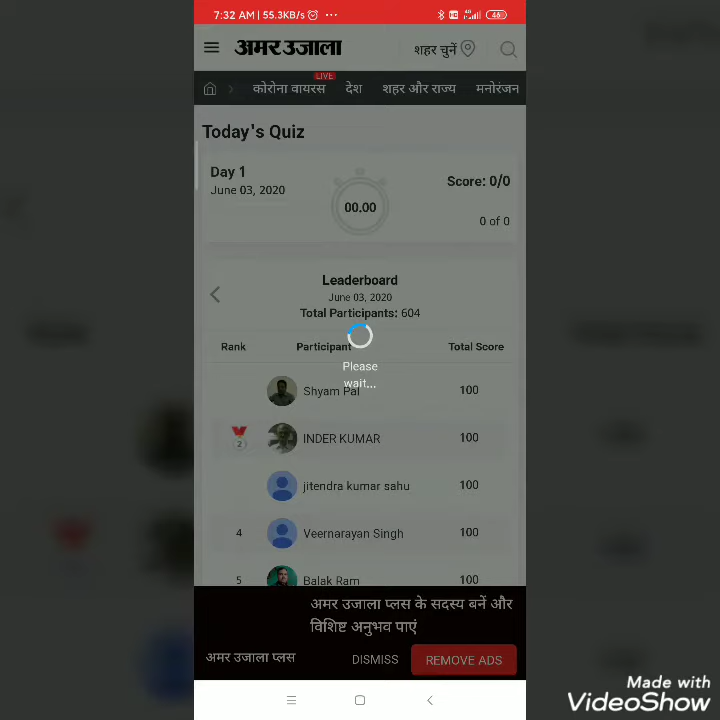 7:32 AM | 55.3KB/s
4G
46
अमर उजाला
शहर चुनें
LIVE
कोरोना वायरस देश शहर और राज्य मनोरंजन
Today's Quiz
Day 1
June 03, 2020
00.00
Score: 0/0
0 of 0
Leaderboard
June 03, 2020
Total Participants: 604
Rank Participant Total Score
Please
wait...
Shyam Pal 100
2 INDER KUMAR 100
jitendra kumar sahu 100
4 Veernarayan Singh 100
5 Balak Ram 100
अमर उजाला प्लस के सदस्य बनें और
विशिष्ट अनुभव पाएं
अमर उजाला प्लस DISMISS REMOVE ADS
Made with
VideoShow